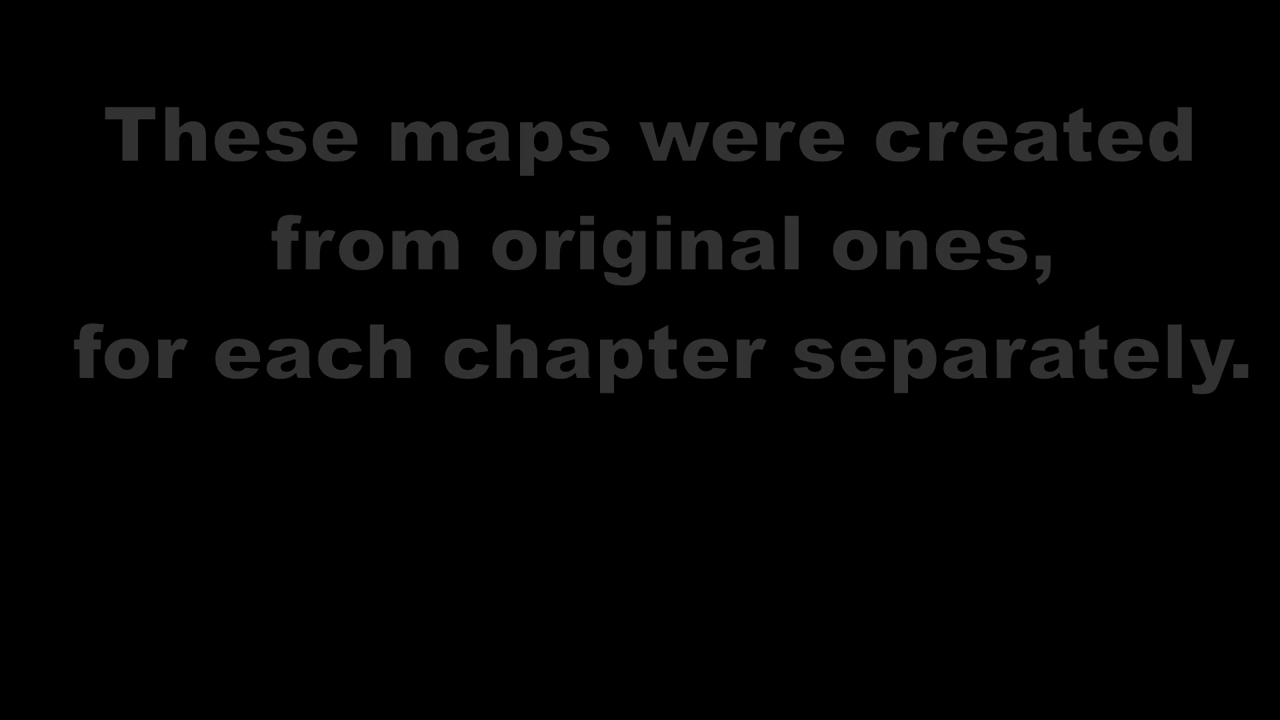 These maps were created
from original ones,
for each chapter separately.